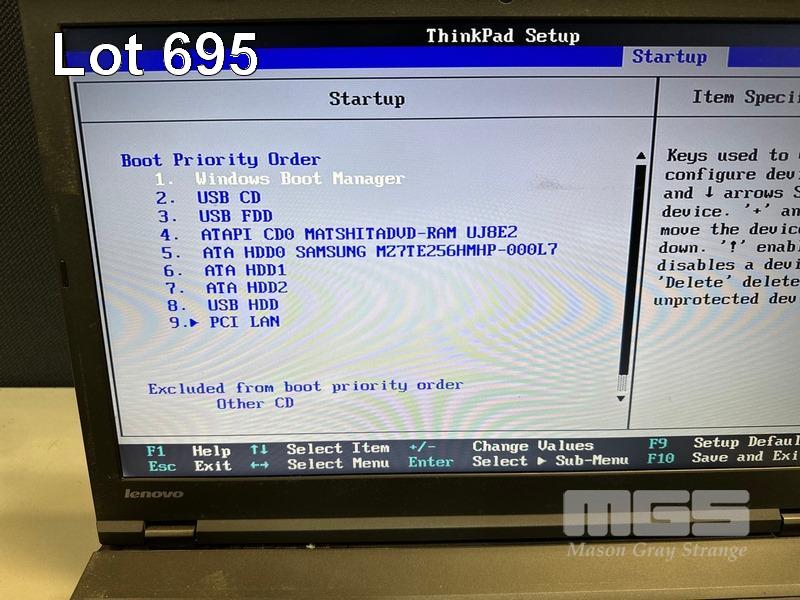 Lot 695
ThinkPad Setup
Startup
Startup
Item Speci
Boot Priority Order
1. Windows Boot Manager
2. USB CD
3. USB FDD
4. ATAPI CD0 MATSHITADVD-RAM UJ8E2
5. ATA HDD0 SAMSUNG MZ7TE256HMHP-000L7
6. ATA HDD1
7. ATA HDD2
8. USB HDD
9.▶ PCI LAN
Excluded from boot priority order
Other CD
Keys used to
configure devi
and ↓ arrows S
device. '+' an
move the device
down. '!' enab
disables a devi
'Delete' delete
unprotected dev
F1 Help ↑↓ Select Item +/- Change Values F9 Setup Defaul
Esc Exit ←→ Select Menu Enter Select ▶ Sub-Menu F10 Save and Exi
lenovo
MGS
Mason Gray Strange